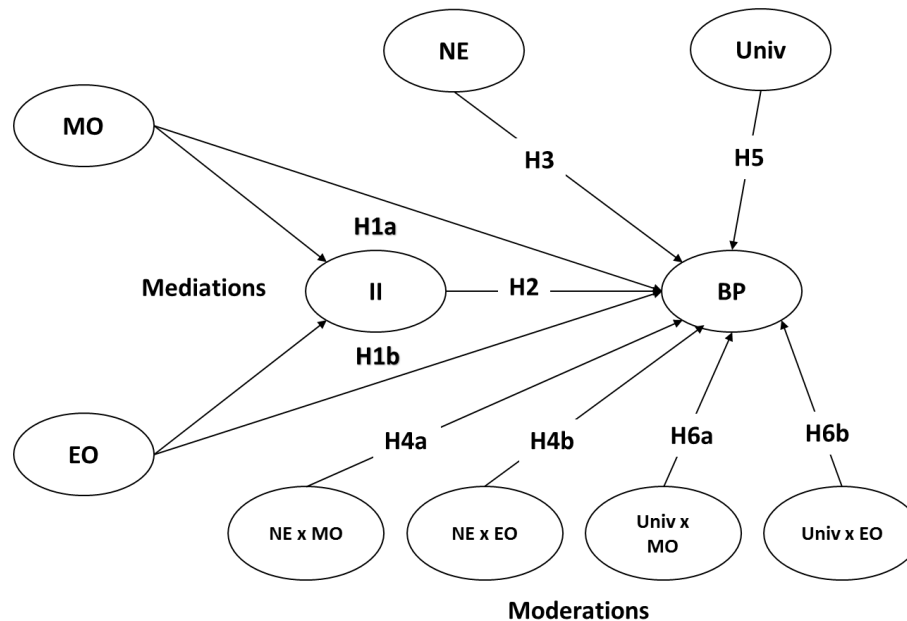 NE
Univ
MO
H3
H5
H1a
Mediations
II
H2
BP
H1b
EO
H4a
H4b
H6a
H6b
NE x MO
NE x EO
Univ x
MO
Univ x EO
Moderations